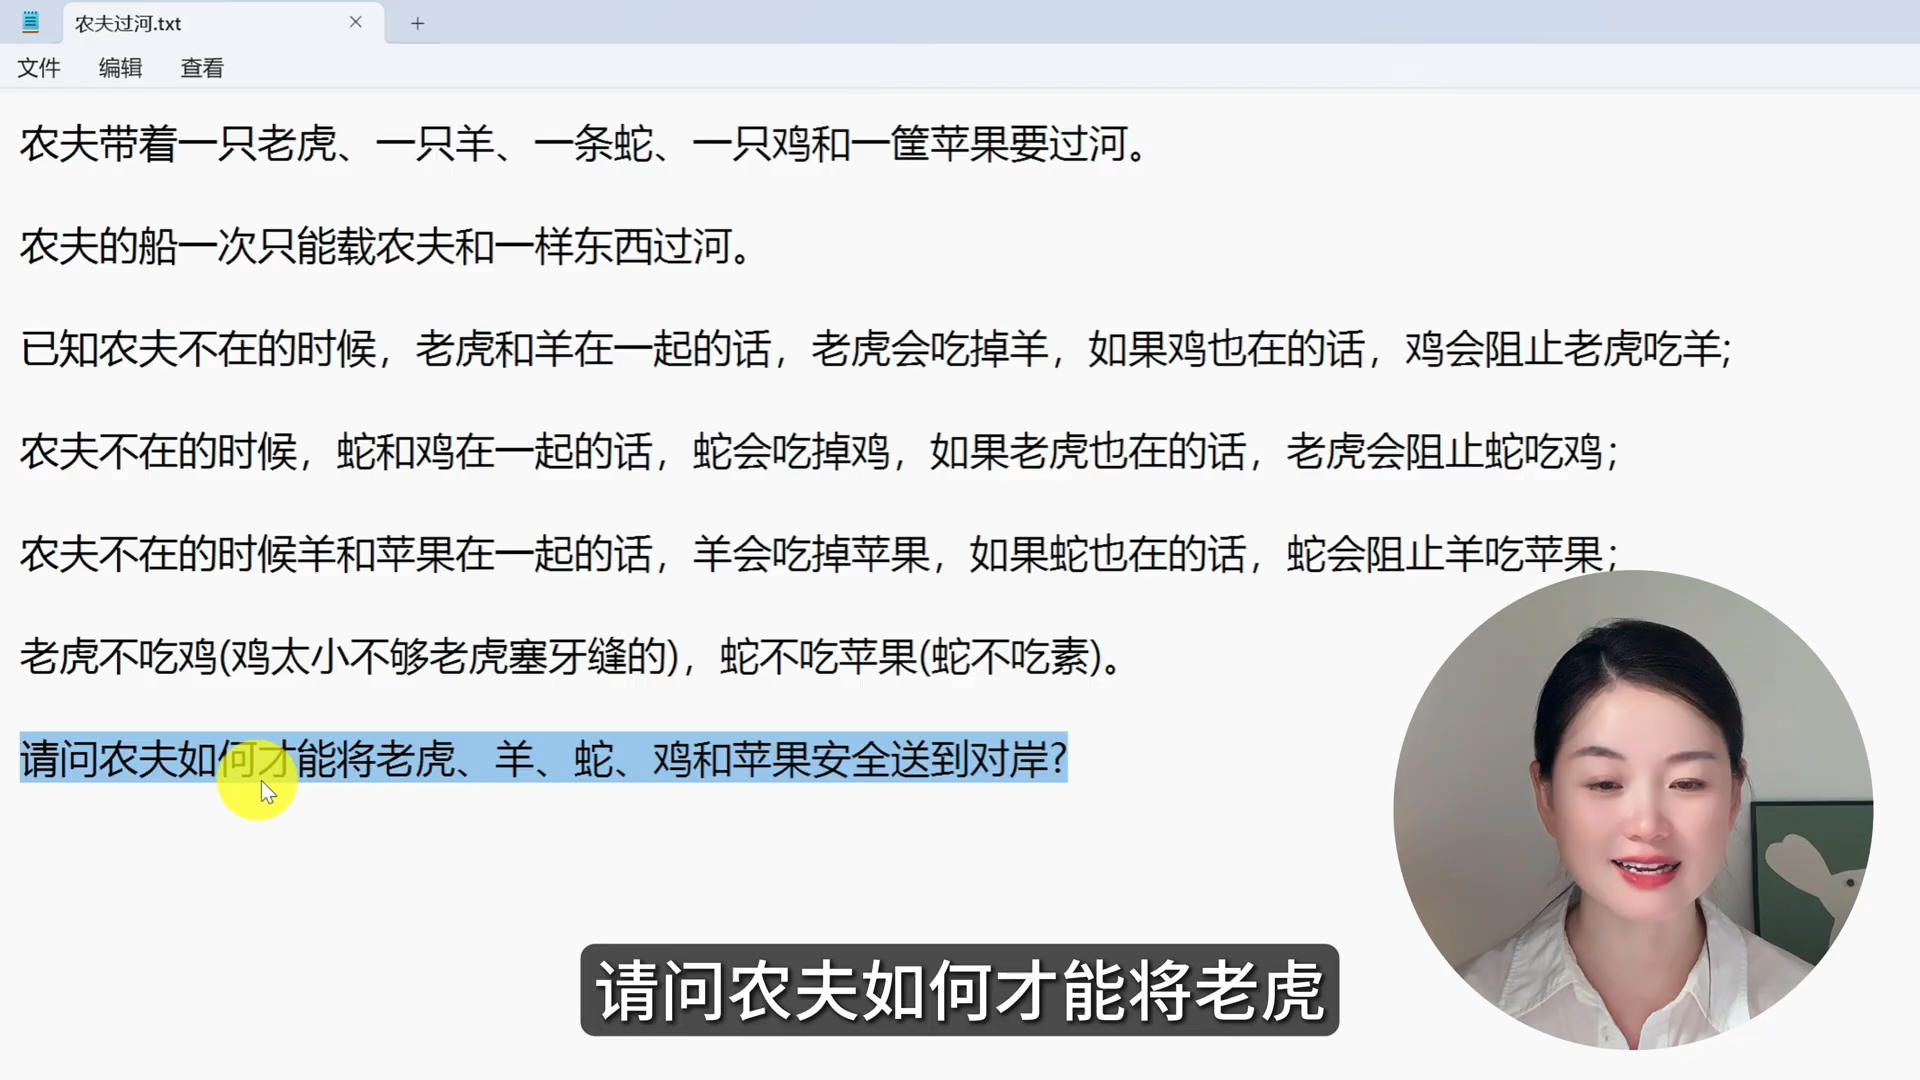 农夫过河.txt
文件 编辑 查看
农夫带着一只老虎、一只羊、一条蛇、一只鸡和一筐苹果要过河。
农夫的船一次只能载农夫和一样东西过河。
已知农夫不在的时候，老虎和羊在一起的话，老虎会吃掉羊，如果鸡也在的话，鸡会阻止老虎吃羊;
农夫不在的时候，蛇和鸡在一起的话，蛇会吃掉鸡，如果老虎也在的话，老虎会阻止蛇吃鸡；
农夫不在的时候羊和苹果在一起的话，羊会吃掉苹果，如果蛇也在的话，蛇会阻止羊吃苹果；
老虎不吃鸡(鸡太小不够老虎塞牙缝的)，蛇不吃苹果(蛇不吃素)。
请问农夫如何才能将老虎、羊、蛇、鸡和苹果安全送到对岸?
请问农夫如何才能将老虎